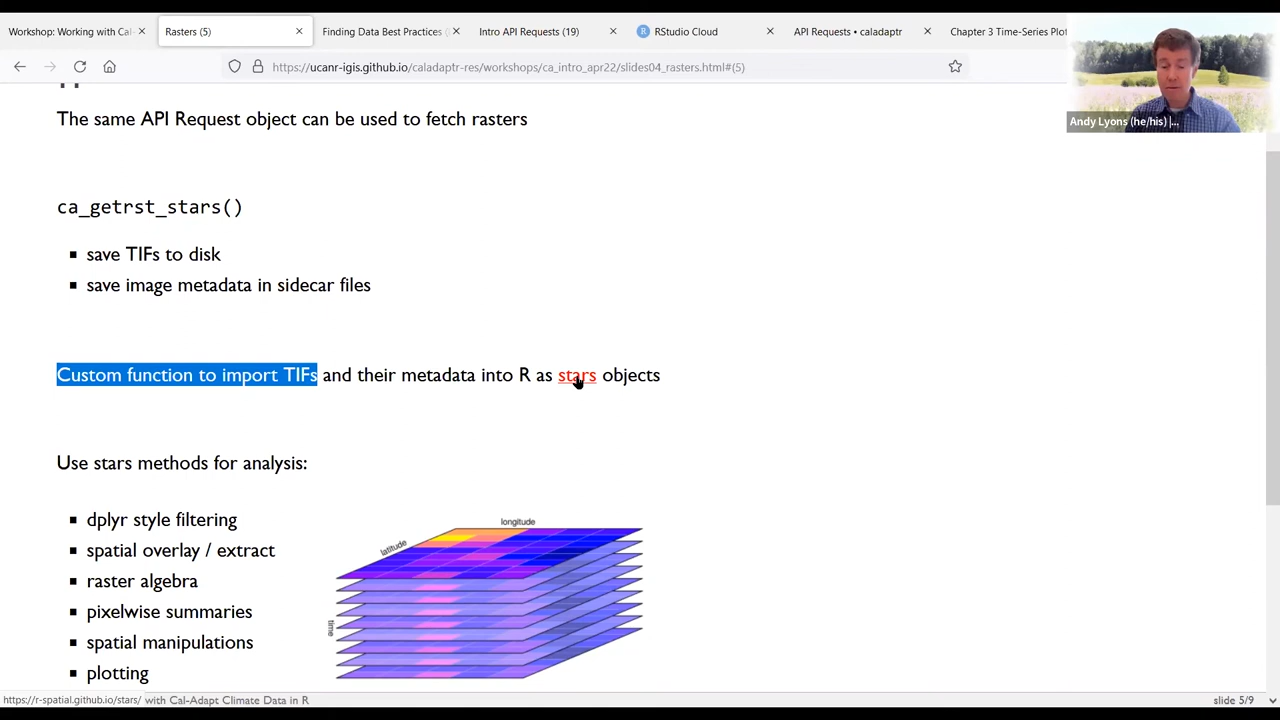 Workshop: Working with Cal-
Rasters (5)
Finding Data Best Practices (
Intro API Requests (19)
RStudio Cloud
API Requests • caladaptr
Chapter 3 Time-Series Plot
https://ucanr-igis.github.io/caladaptr-res/workshops/ca_intro_apr22/slides04_rasters.html#(5)
Andy Lyons (he/his) |...
The same API Request object can be used to fetch rasters
ca_getrst_stars()
save TIFs to disk
save image metadata in sidecar files
Custom function to import TIFs and their metadata into R as stars objects
Use stars methods for analysis:
dplyr style filtering
spatial overlay / extract
raster algebra
pixelwise summaries
spatial manipulations
plotting
longitude
latitude
time
https://r-spatial.github.io/stars/ with Cal-Adapt Climate Data in R
slide 5/9